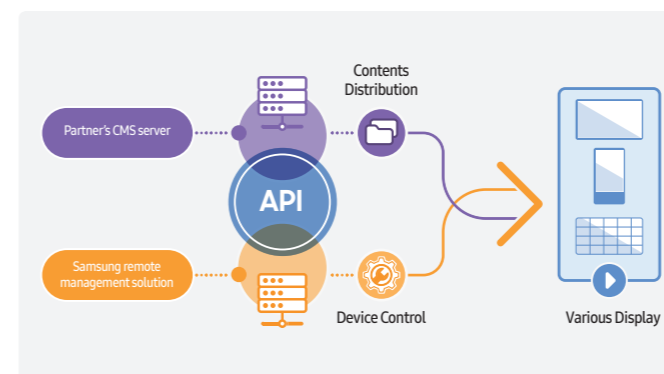 Contents
Distribution
Partner's CMS server
API
Samsung remote
management solution
Device Control
Various Display